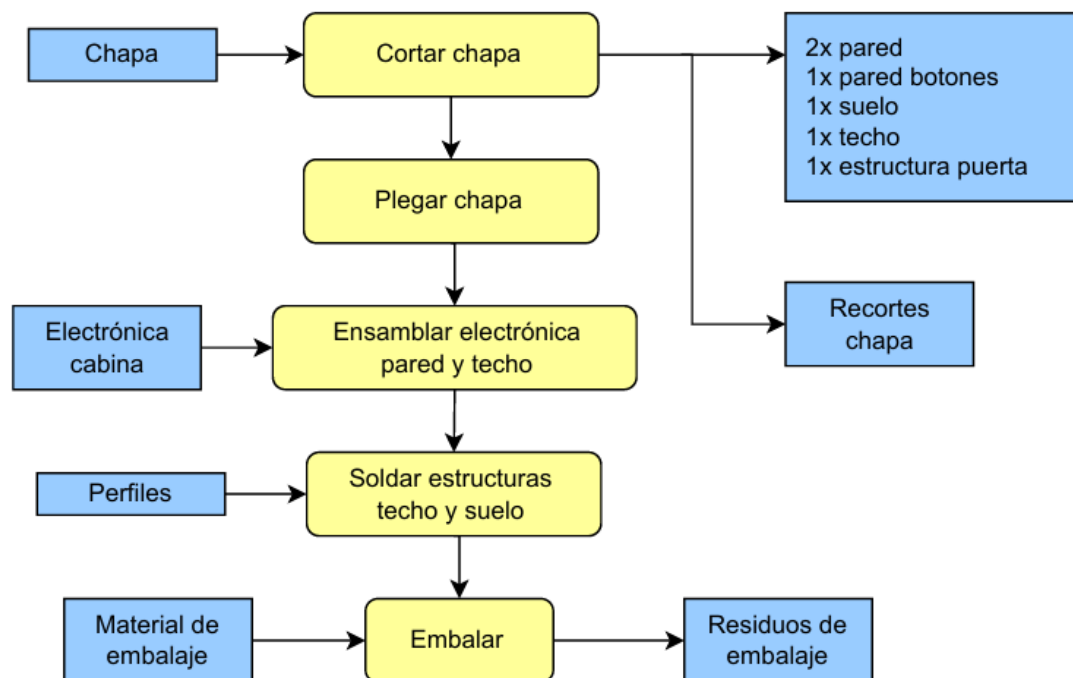 Chapa
Cortar chapa
2x pared
1x pared botones
1x suelo
1x techo
1x estructura puerta
Plegar chapa
Recortes
chapa
Electrónica
cabina
Ensamblar electrónica
pared y techo
Perfiles
Soldar estructuras
techo y suelo
Material de
embalaje
Embalar
Residuos de
embalaje